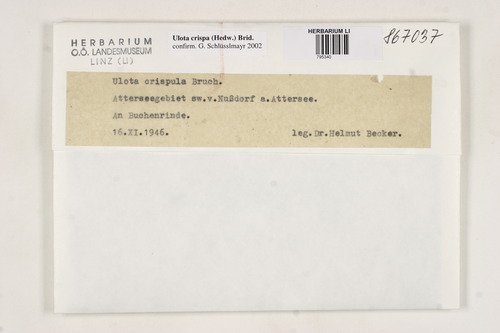 HERBARIUM
O.Ö. LANDESMUSEUM
LINZ (LI)
Ulota crispa (Hedw.) Brid.
confirm. G. Schlüsslmayr 2002
HERBARIUM LI
867037
Ulota crispula Bruch.
Atterseegebiet sw.v.Nußdorf a.Attersee.
An Buchenrinde.
16.XI.1946. leg.Dr.Helmut Becker.